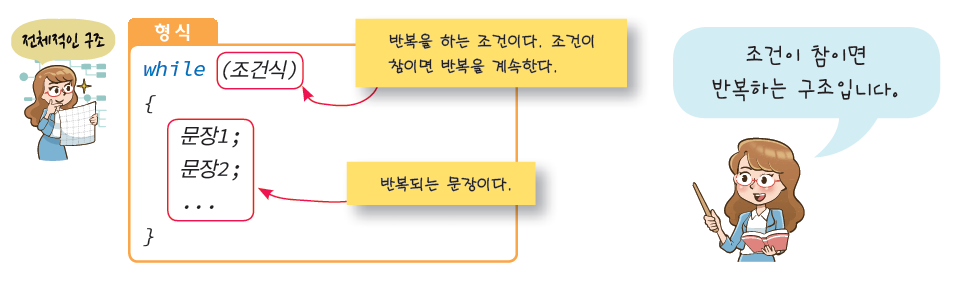 전체적인 구조
형식
while (조건식)
{
문장1;
문장2;
...
}
반복을 하는 조건이다. 조건이
참이면 반복을 계속한다.
반복되는 문장이다.
조건이 참이면
반복하는 구조입니다.